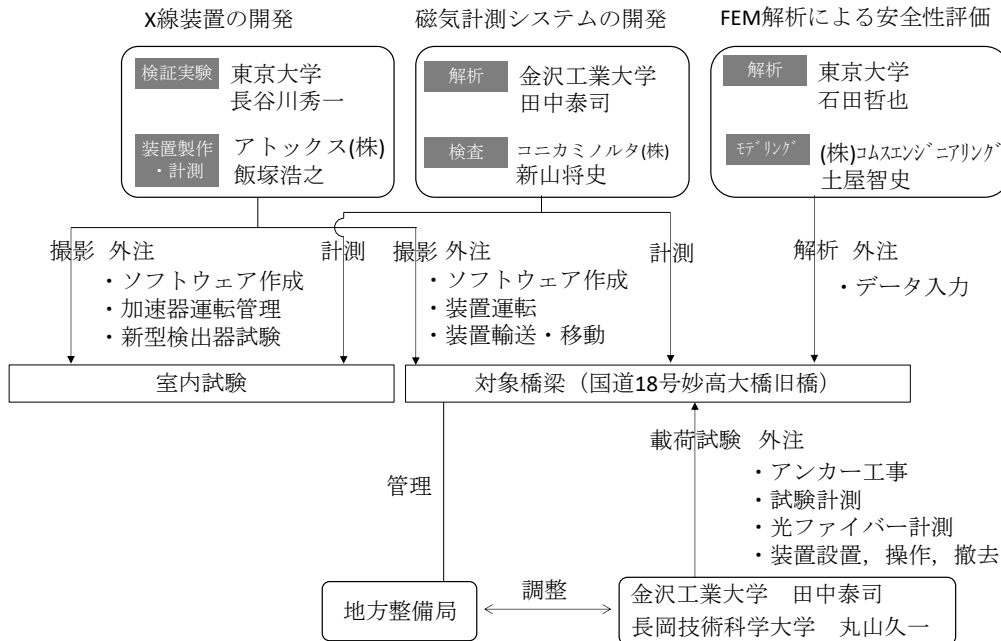 X線装置の開発
磁気計測システムの開発
FEM解析による安全性評価
検証実験
東京大学
長谷川秀一
装置製作
・計測
アトックス(株)
飯塚浩之
解析
金沢工業大学
田中泰司
検査
コニカミノルタ(株)
新山将史
解析
東京大学
石田哲也
ﾓﾃﾞﾘﾝｸﾞ
(株)ｺﾑｽｴﾝｼﾞﾆｱﾘﾝｸﾞ
土屋智史
撮影 外注
・ソフトウェア作成
・加速器運転管理
・新型検出器試験
計測
撮影 外注
・ソフトウェア作成
・装置運転
・装置輸送・移動
計測
解析 外注
・データ入力
室内試験
対象橋梁（国道18号妙高大橋旧橋）
管理
載荷試験 外注
・アンカー工事
・試験計測
・光ファイバー計測
・装置設置，操作，撤去
地方整備局
調整
金沢工業大学　田中泰司
長岡技術科学大学　丸山久一